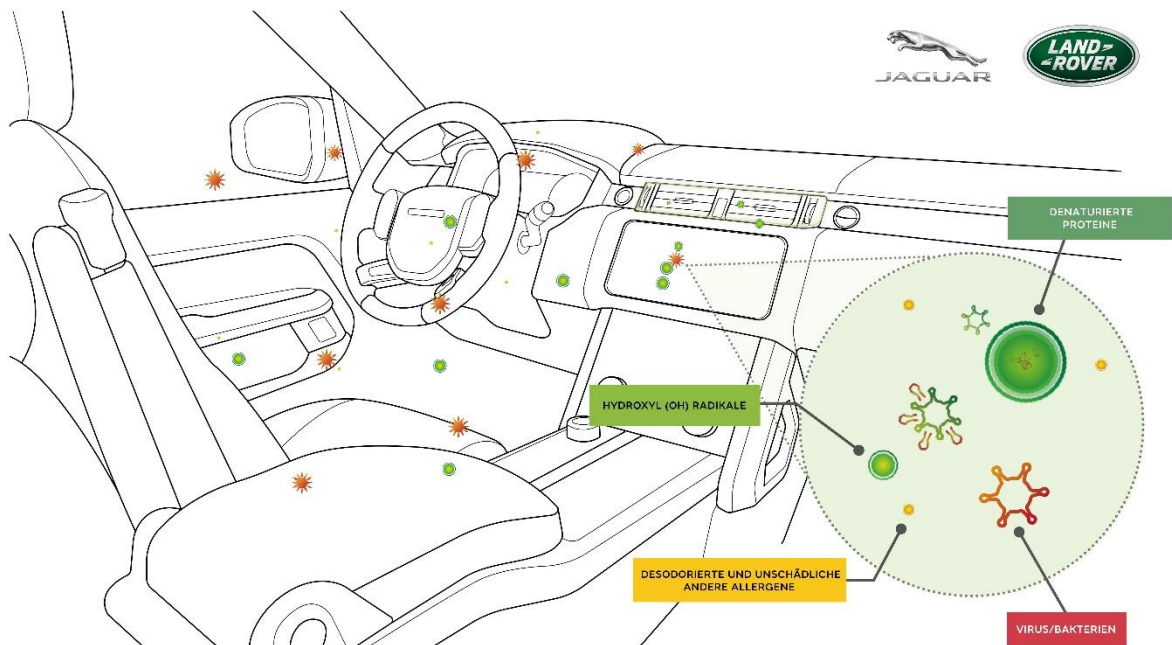 JAGUAR
LAND-
ROVER
DENATURIERTE
PROTEINE
HYDROXYL (OH) RADIKALE
DESODORIERTE UND UNSCHÄDLICHE
ANDERE ALLERGENE
VIRUS/BAKTERIEN